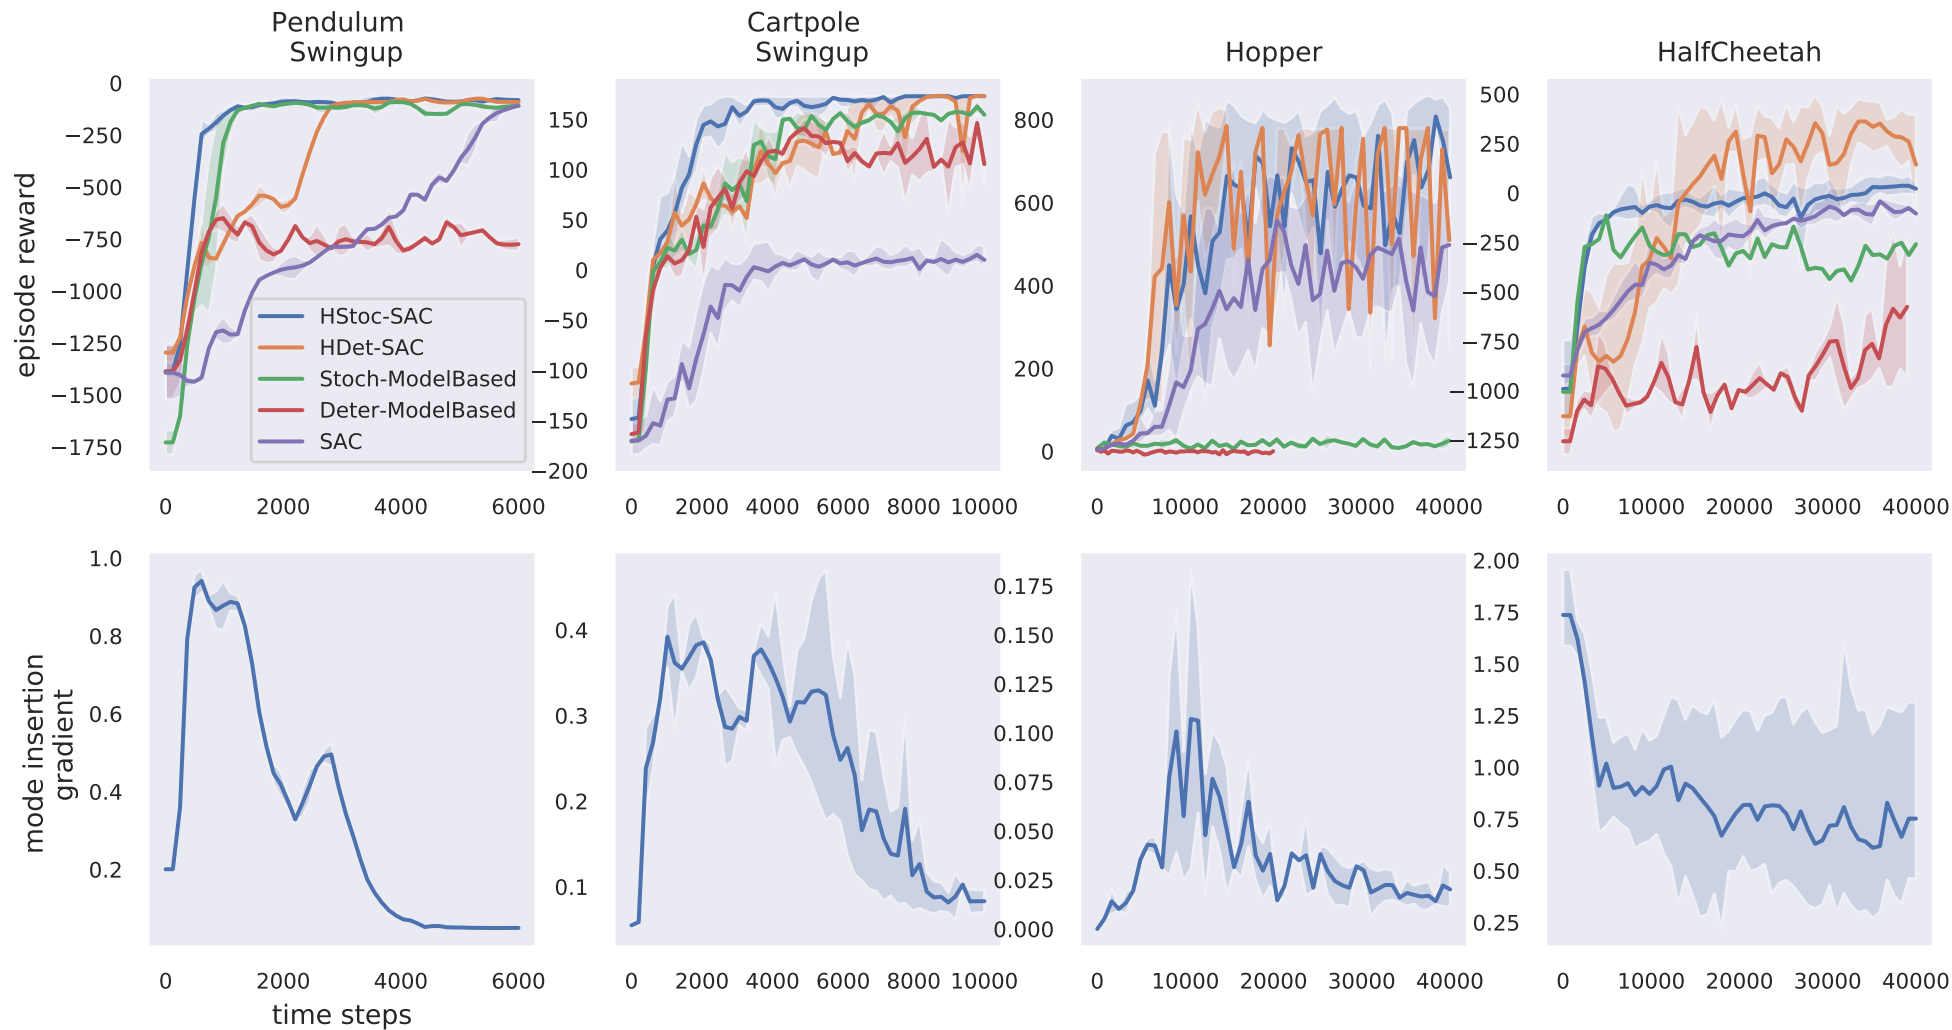 Pendulum
Swingup
Cartpole
Swingup
Hopper
HalfCheetah
episode reward
0
−250
−500
−750
−1000
−1250
−1500
−1750
HStoc-SAC
HDet-SAC
Stoch-ModelBased
Deter-ModelBased
SAC
0 2000 4000 6000
150
100
50
0
−50
−100
−150
−200
0 2000 4000 6000 8000 10000
800
600
400
200
0
0 10000 20000 30000 40000
500
250
0
−250
−500
−750
−1000
−1250
0 10000 20000 30000 40000
mode insertion
gradient
1.0
0.8
0.6
0.4
0.2
0 2000 4000 6000
time steps
0.4
0.3
0.2
0.1
0 2000 4000 6000 8000 10000
0.175
0.150
0.125
0.100
0.075
0.050
0.025
0.000
0 10000 20000 30000 40000
2.00
1.75
1.50
1.25
1.00
0.75
0.50
0.25
0 10000 20000 30000 40000